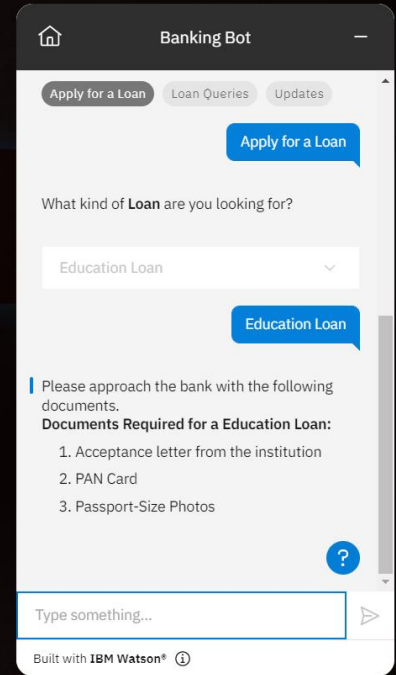 Banking Bot
Apply for a Loan Loan Queries Updates
Apply for a Loan
What kind of Loan are you looking for?
Education Loan
Education Loan
Please approach the bank with the following
documents.
Documents Required for a Education Loan:
1. Acceptance letter from the institution
2. PAN Card
3. Passport-Size Photos
?
Type something...
Built with IBM Watson®